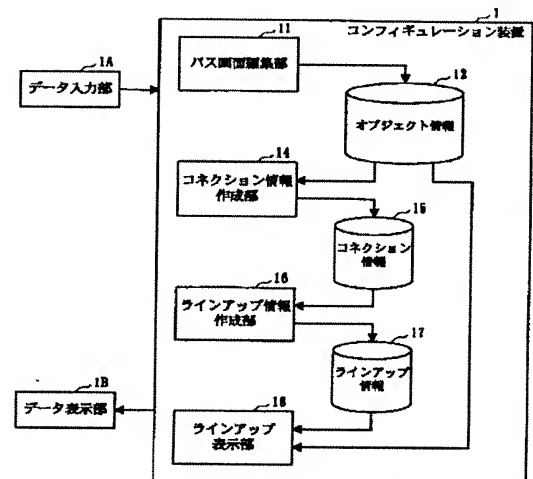 1
コンフィギュレーション装置
11
パス画面編集部
1A
データ入力部
13
オブジェクト情報
14
コネクション情報
作成部
15
コネクション
情報
16
ラインアップ情報
作成部
17
ラインアップ
情報
1B
データ表示部
18
ラインアップ
表示部